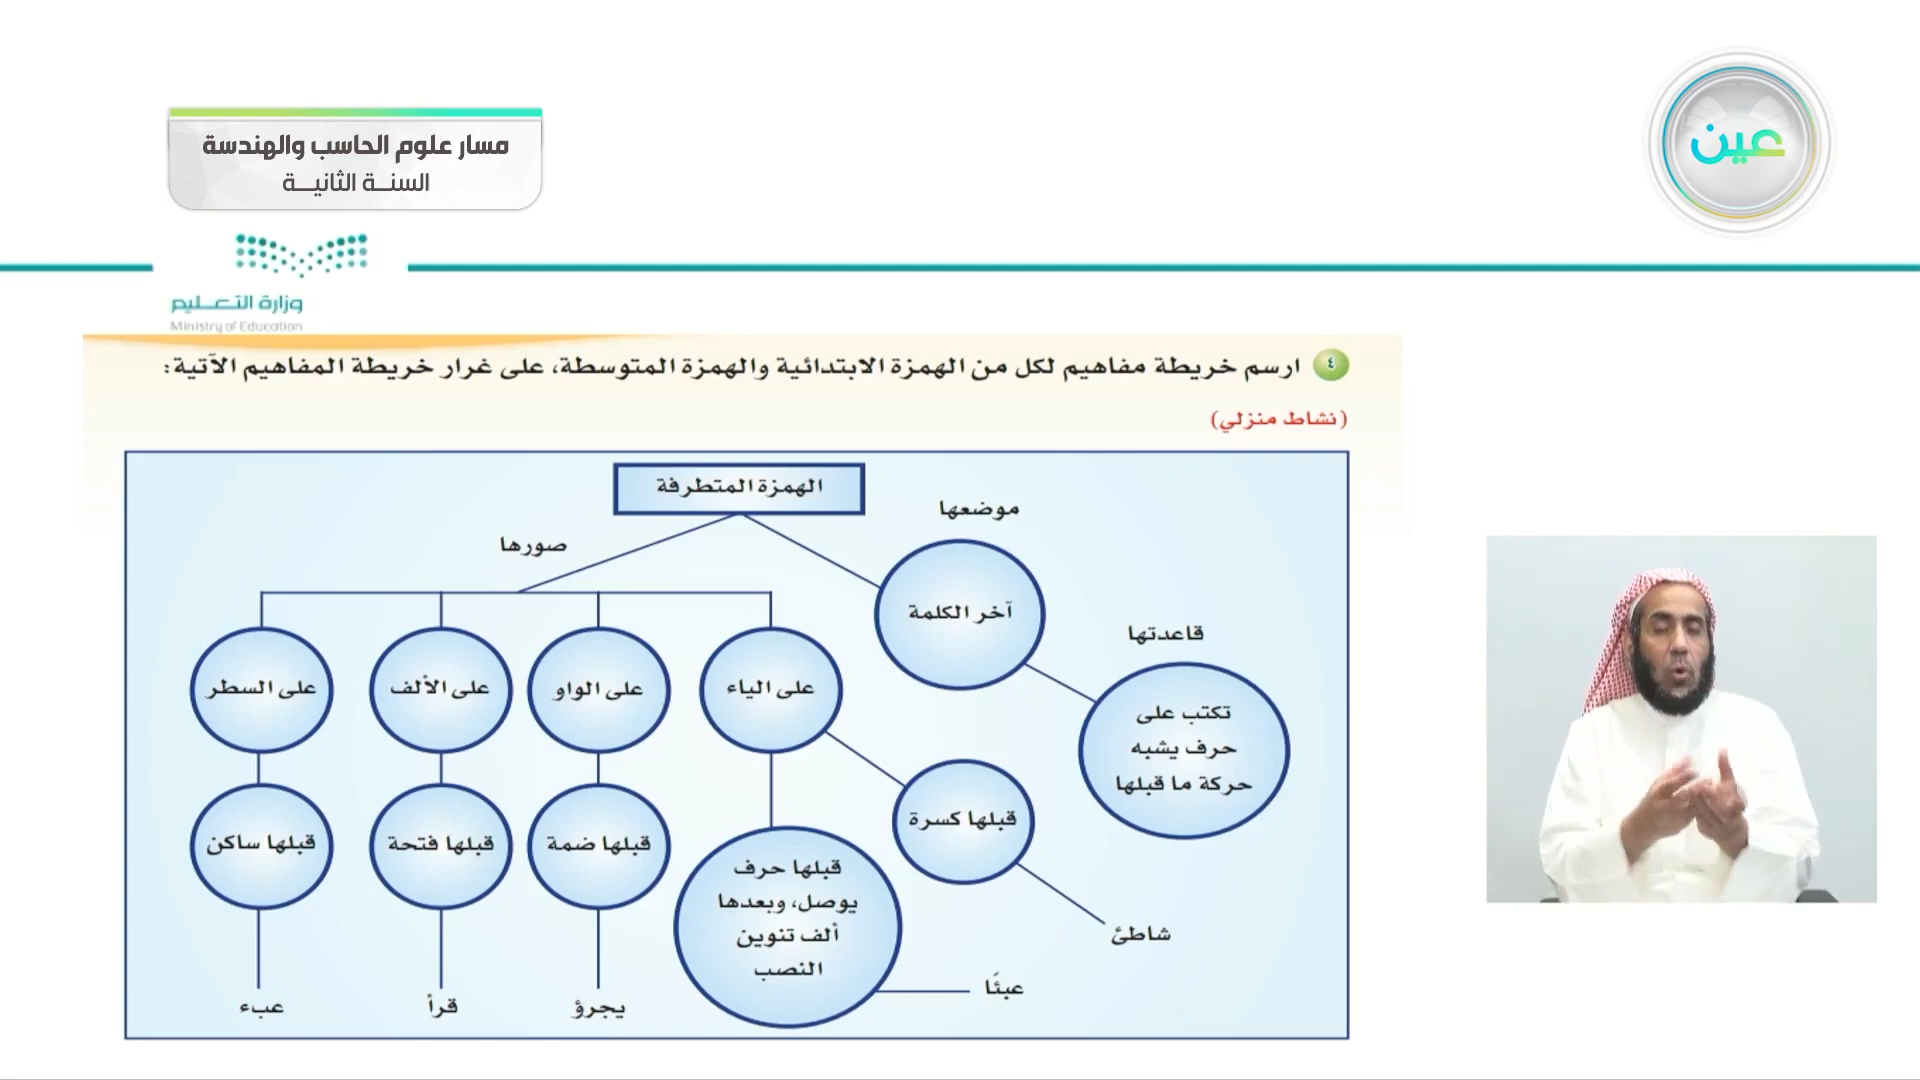 عين
مسار علوم الحاسب والهندسة
السنة الثانية
وزارة التعليم
Ministry of Education
٤ ارسم خريطة مفاهيم لكل من الهمزة الابتدائية والهمزة المتوسطة، على غرار خريطة المفاهيم الآتية:
(نشاط منزلي)
الهمزة المتطرفة
موضعها
صورها
آخر الكلمة
قاعدتها
تكتب على
حرف يشبه
حركة ما قبلها
على الياء
على الواو
على الألف
على السطر
قبلها كسرة
قبلها ضمة
قبلها فتحة
قبلها ساكن
قبلها حرف
يوصل، وبعدها
ألف تنوين
النصب
شاطئ
عبئًا
يجرؤ
قرأ
عبء